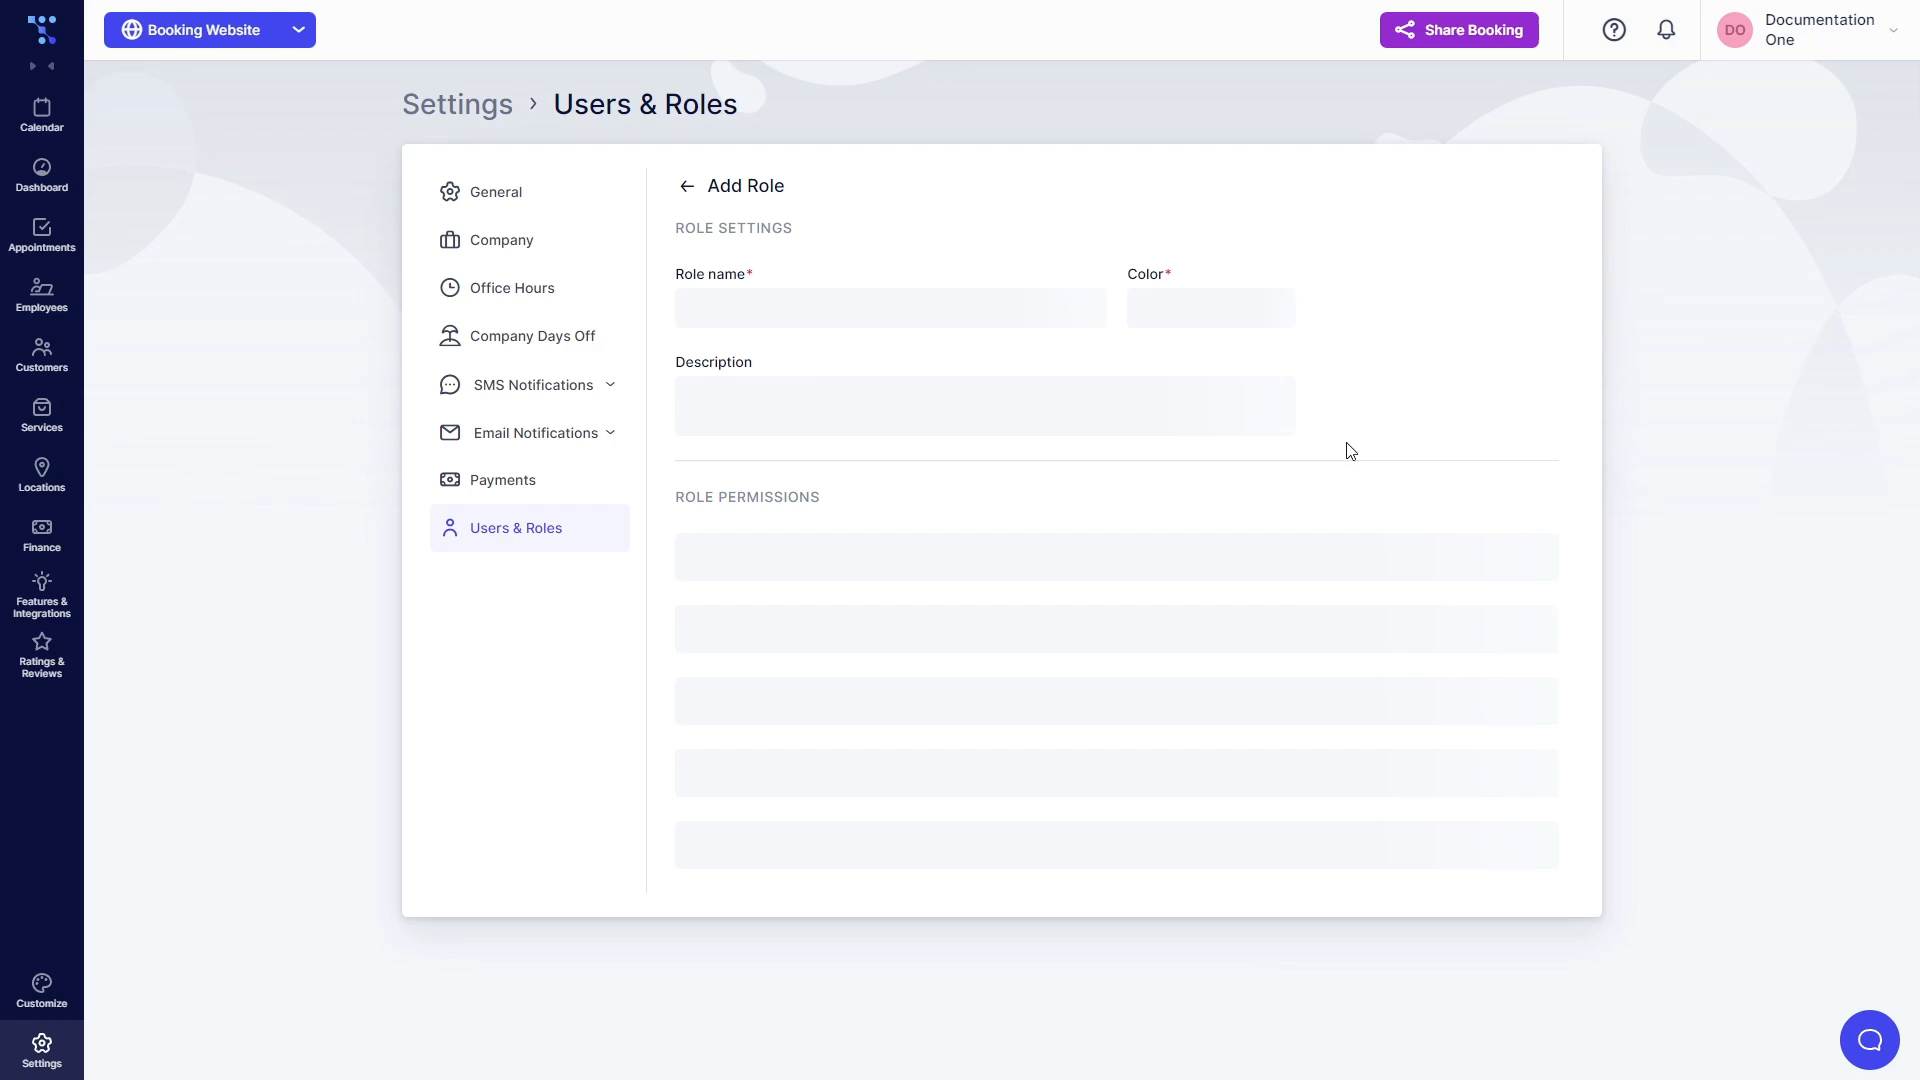 Booking Website
Share Booking
DO
Documentation
One
Calendar
Dashboard
Appointments
Employees
Customers
Services
Locations
Finance
Features &
Integrations
Ratings &
Reviews
Customize
Settings
Settings > Users & Roles
General
Company
Office Hours
Company Days Off
SMS Notifications
Email Notifications
Payments
Users & Roles
Add Role
ROLE SETTINGS
Role name* Color*
Description
ROLE PERMISSIONS